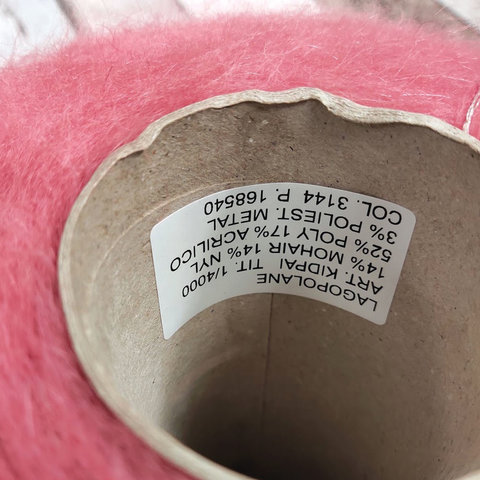 LAGOPOLANE
ART. KIDPAI TIT. 1/4000
14% MOHAIR 14% NYL
52% POLY 17% ACRILICO
3% POLIEST. METAL
COL. 3144 P. 168540